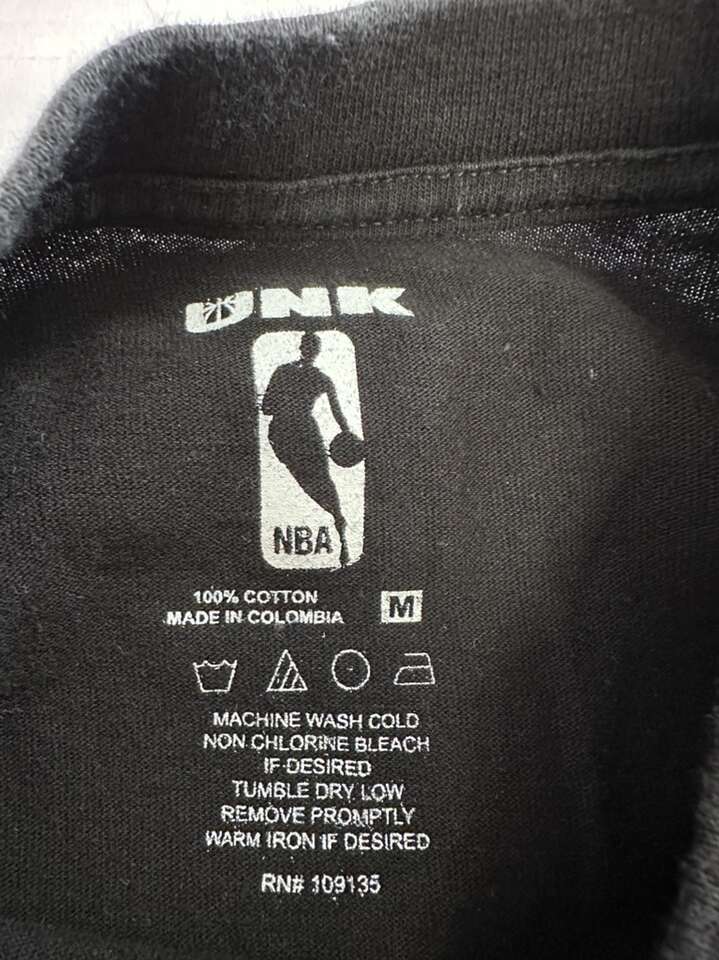 UNK
NBA
100% COTTON
MADE IN COLOMBIA
M
MACHINE WASH COLD
NON CHLORINE BLEACH
IF DESIRED
TUMBLE DRY LOW
REMOVE PROMPTLY
WARM IRON IF DESIRED
RN# 109135